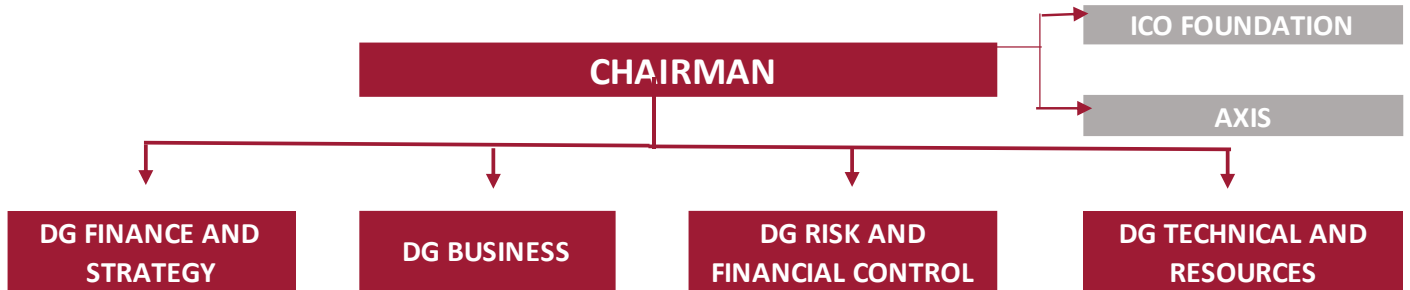 ICO FOUNDATION
CHAIRMAN
AXIS
DG FINANCE AND
STRATEGY
DG BUSINESS
DG RISK AND
FINANCIAL CONTROL
DG TECHNICAL AND
RESOURCES